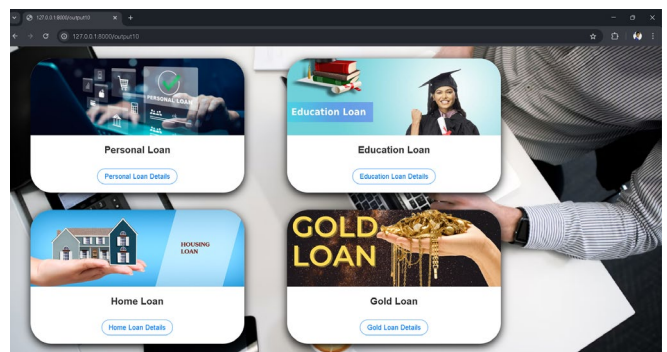 127.0.0.1:8000/output10
127.0.0.1:8000/output10
PERSONAL LOAN
Personal Loan
Personal Loan Details
Education Loan
Education Loan
Education Loan Details
HOUSING
LOAN
Home Loan
Home Loan Details
GOLD
LOAN
Gold Loan
Gold Loan Details